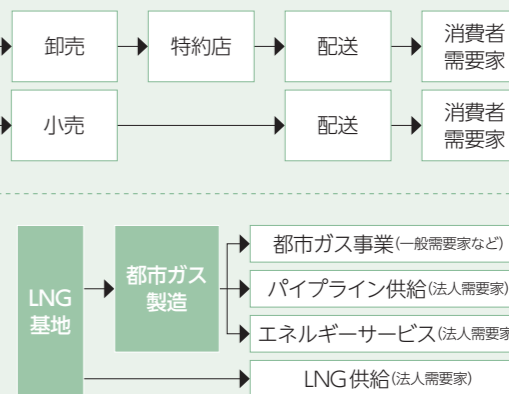 卸売
特約店
配送
消費者
需要家
小売
配送
消費者
需要家
LNG
基地
都市ガス
製造
都市ガス事業(一般需要家など)
パイプライン供給(法人需要家)
エネルギーサービス(法人需要家
LNG供給(法人需要家)